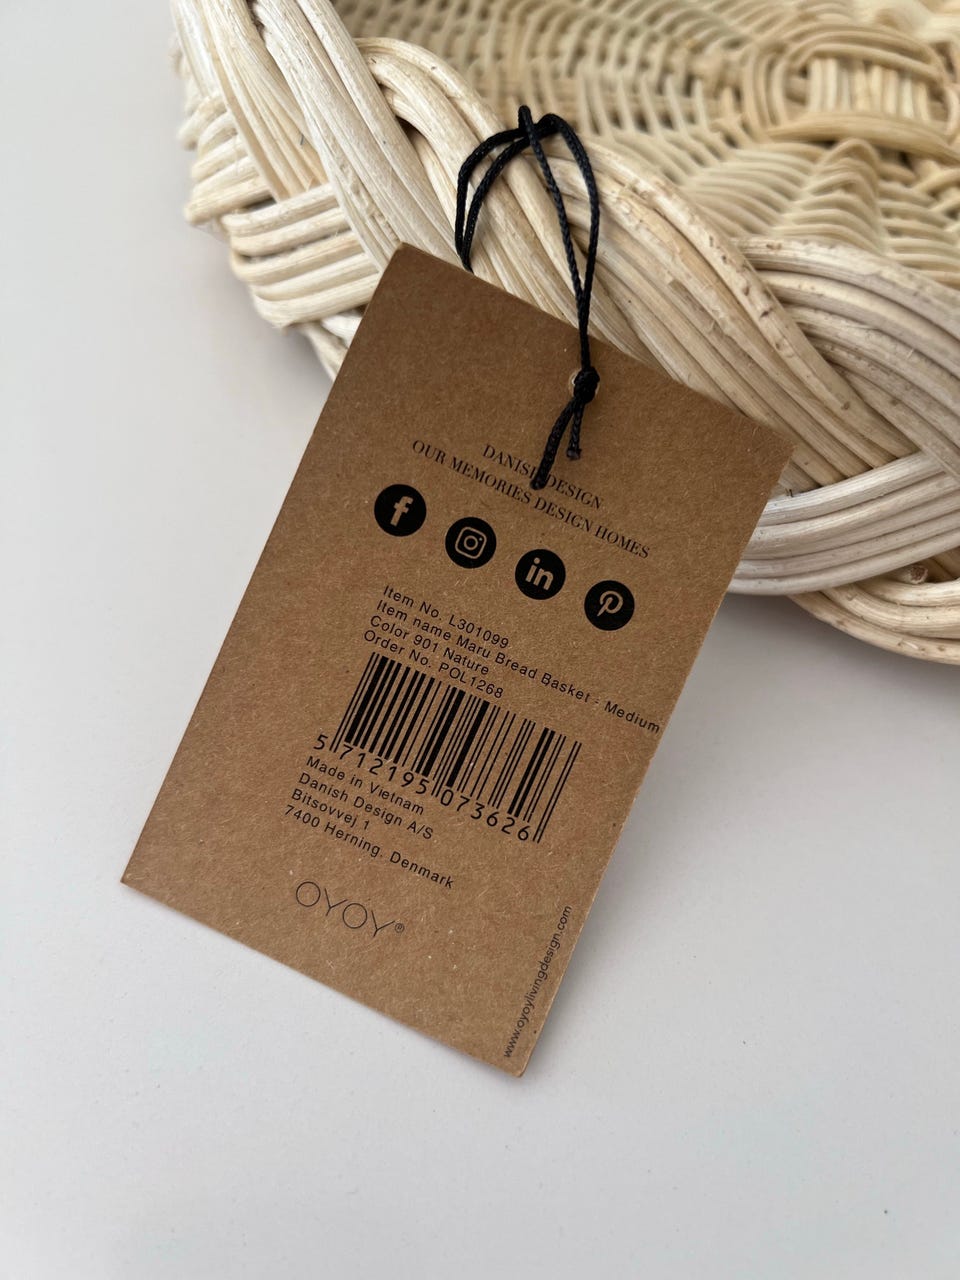 DANISH DESIGN
OUR MEMORIES DESIGN HOMES
f
in
Item No. L301099
Item name Maru Bread Basket - Medium
Color 901 Nature
Order No. POL1268
5 712195 073626
Made in Vietnam
Danish Design A/S
Bitsovvej 1
7400 Herning. Denmark
OYOY®
www.oyoylivingdesign.com